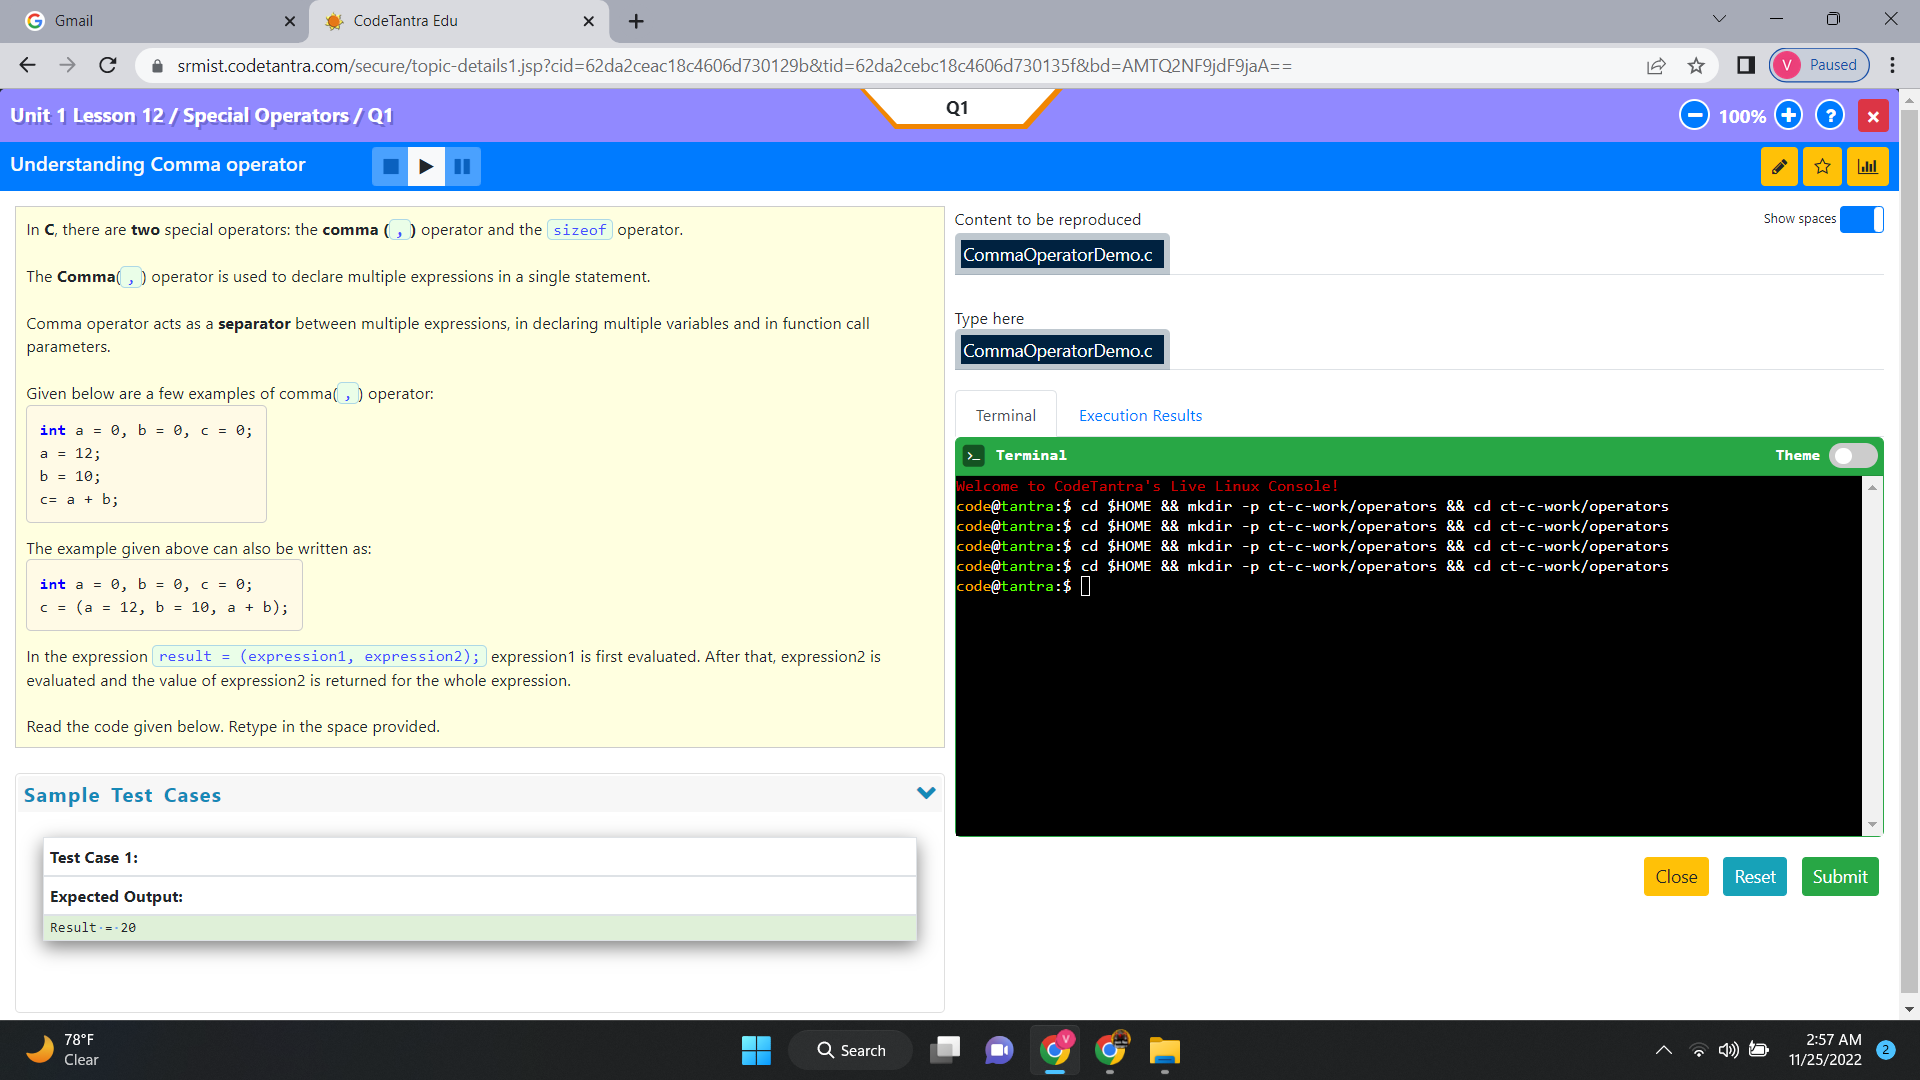 Gmail
CodeTantra Edu
srmist.codetantra.com/secure/topic-details1.jsp?cid=62da2ceac18c4606d730129b&tid=62da2cebc18c4606d730135f&bd=AMTQ2NF9jdF9jaA==
V Paused
Unit 1 Lesson 12 / Special Operators / Q1
Q1
100%
?
Understanding Comma operator
In C, there are two special operators: the comma ( , ) operator and the sizeof operator.
The Comma( , ) operator is used to declare multiple expressions in a single statement.
Comma operator acts as a separator between multiple expressions, in declaring multiple variables and in function call
parameters.
Given below are a few examples of comma( , ) operator:
int a = 0, b = 0, c = 0;
a = 12;
b = 10;
c= a + b;
The example given above can also be written as:
int a = 0, b = 0, c = 0;
c = (a = 12, b = 10, a + b);
In the expression result = (expression1, expression2); expression1 is first evaluated. After that, expression2 is
evaluated and the value of expression2 is returned for the whole expression.
Read the code given below. Retype in the space provided.
Sample Test Cases
Test Case 1:
Expected Output:
Result·=·20
Content to be reproduced
Show spaces
CommaOperatorDemo.c
Type here
CommaOperatorDemo.c
Terminal
Execution Results
>_ Terminal
Theme
Welcome to CodeTantra's Live Linux Console!
code@tantra:$ cd $HOME && mkdir -p ct-c-work/operators && cd ct-c-work/operators
code@tantra:$ cd $HOME && mkdir -p ct-c-work/operators && cd ct-c-work/operators
code@tantra:$ cd $HOME && mkdir -p ct-c-work/operators && cd ct-c-work/operators
code@tantra:$ cd $HOME && mkdir -p ct-c-work/operators && cd ct-c-work/operators
code@tantra:$
Close
Reset
Submit
78°F
Clear
Search
V
2:57 AM
11/25/2022
2